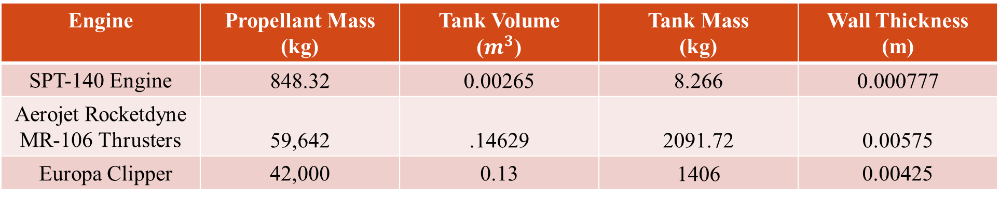 Engine Propellant Mass Tank Volume Tank Mass Wall Thickness
(kg) (m³) (kg) (m)
SPT-140 Engine 848.32 0.00265 8.266 0.000777
Aerojet Rocketdyne
MR-106 Thrusters 59,642 .14629 2091.72 0.00575
Europa Clipper 42,000 0.13 1406 0.00425